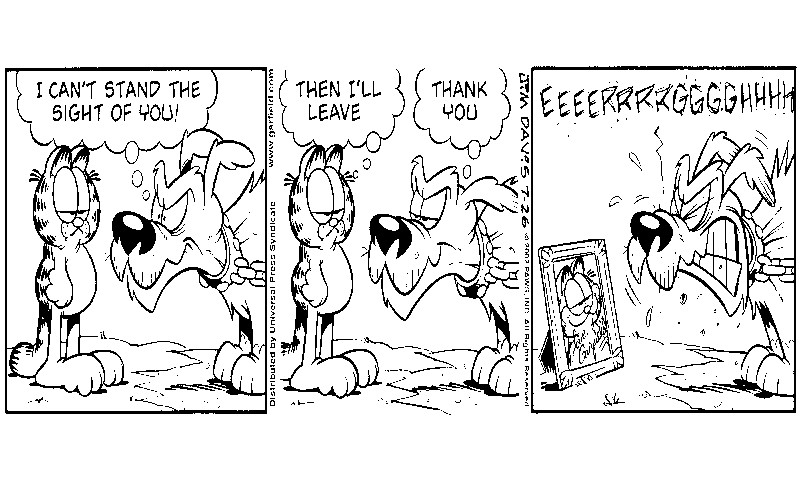 I CAN'T STAND THE
SIGHT OF YOU!
www.garfield.com
Distributed by Universal Press Syndicate
THEN I'LL
LEAVE
THANK
YOU
JIM DAVIS 7-26
PAWS, INC. All Rights Reserved
EEEERRRRGGGGHHHH